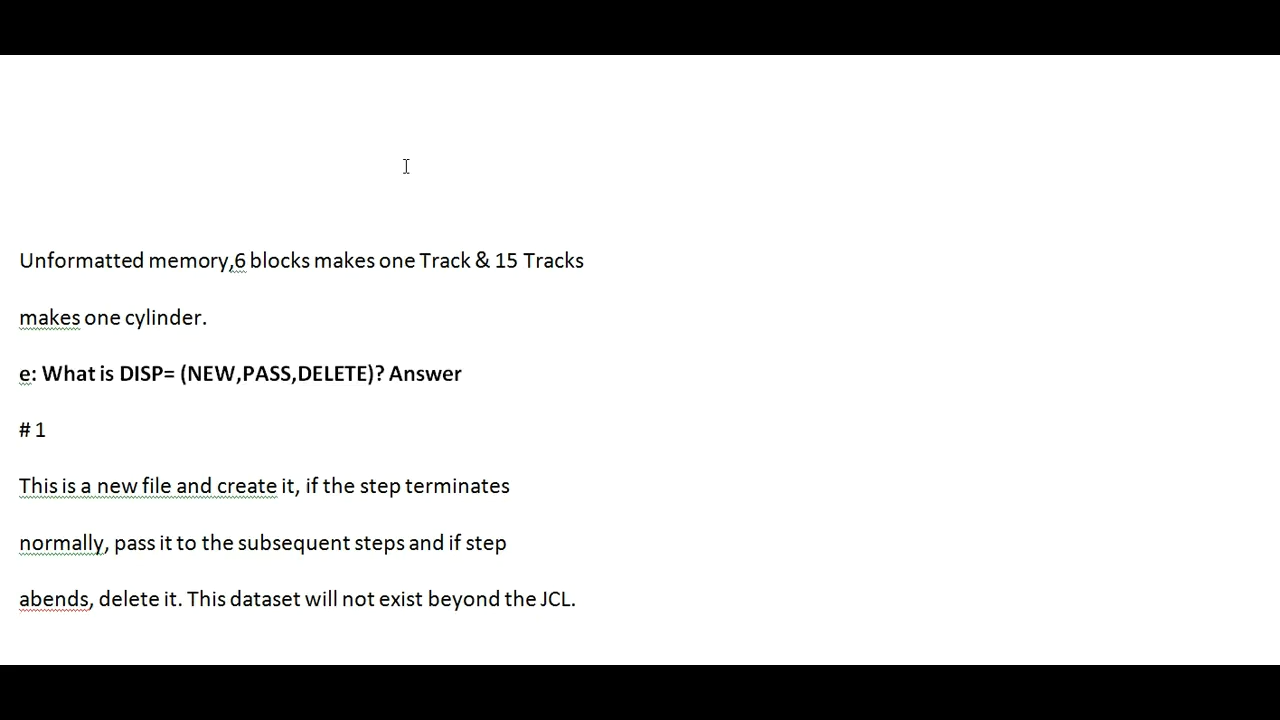 Unformatted memory,6 blocks makes one Track & 15 Tracks
makes one cylinder.
e: What is DISP= (NEW,PASS,DELETE)? Answer
# 1
This is a new file and create it, if the step terminates
normally, pass it to the subsequent steps and if step
abends, delete it. This dataset will not exist beyond the JCL.